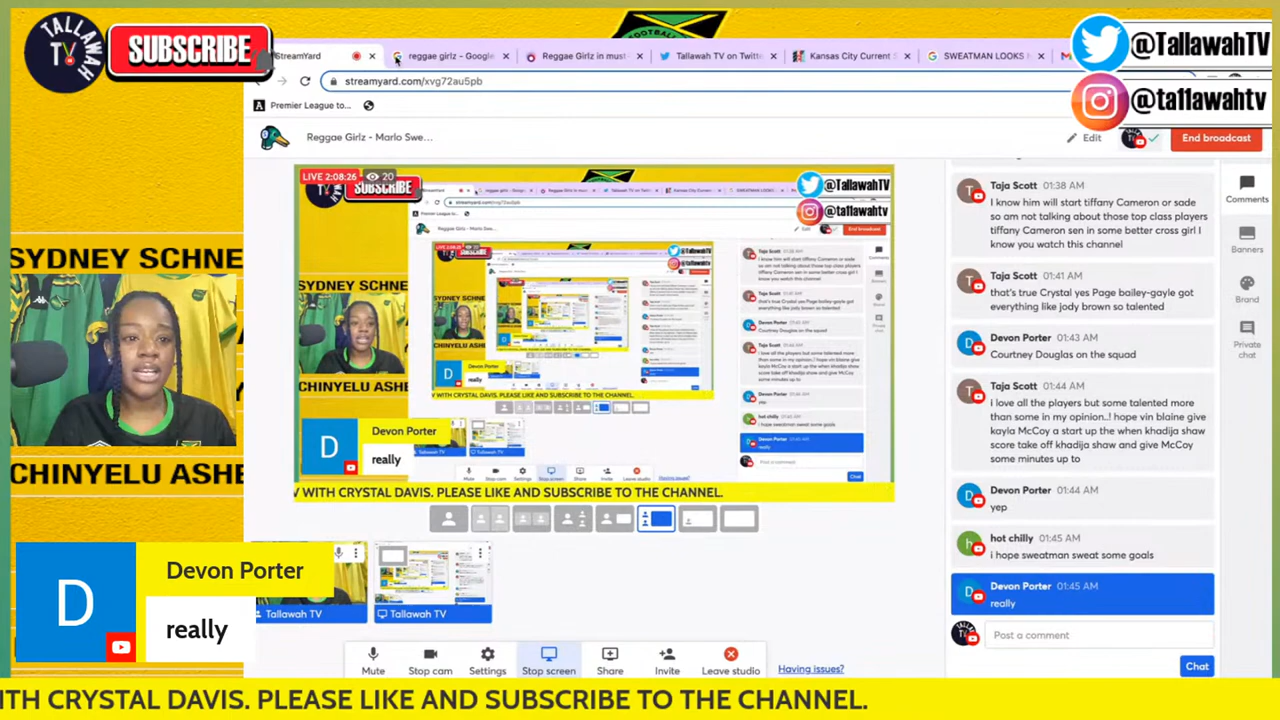 TALLAWAH
TV
SUBSCRIBE
FOOTBALL
@TallawahTV
@ta11awahtv
StreamYard
reggae girlz - Google
Reggae Girlz in must-
Tallawah TV on Twitte
Kansas City Current S
SWEATMAN LOOKS
streamyard.com/xvg72au5pb
A Premier League to...
Reggae Girlz - Marlo Swe...
Edit
End broadcast
LIVE 2:08:26
20
SUBSCRIBE
@TallawahTV
@ta11awahtv
SYDNEY SCHNE
CHINYELU ASHE
SYDNEY SCHNE
CHINYELU ASHE
D
Devon Porter
really
V WITH CRYSTAL DAVIS. PLEASE LIKE AND SUBSCRIBE TO THE CHANNEL.
Taja Scott 01:38 AM
I know him will start tiffany Cameron or sade
so am not talking about those top class players
tiffany Cameron sen in some better cross girl I
know you watch this channel
Taja Scott 01:41 AM
that's true Crystal yes Page bailey-gayle got
everything like jody brown so talented
Devon Porter 01:43 AM
Courtney Douglas on the squad
Taja Scott 01:44 AM
i love all the players but some talented more
than some in my opinion..! hope vin blaine give
kayla McCoy a start up the when khadija shaw
score take off khadija shaw and give McCoy
some minutes up to
Devon Porter 01:44 AM
yep
hot chilly 01:45 AM
i hope sweatman sweat some goals
Devon Porter 01:45 AM
really
Post a comment
Chat
Comments
Banners
Brand
Private
chat
Tallawah TV
Tallawah TV
Mute
Stop cam
Settings
Stop screen
Share
Invite
Leave studio
Having issues?
D
Devon Porter
really
ITH CRYSTAL DAVIS. PLEASE LIKE AND SUBSCRIBE TO THE CHANNEL.